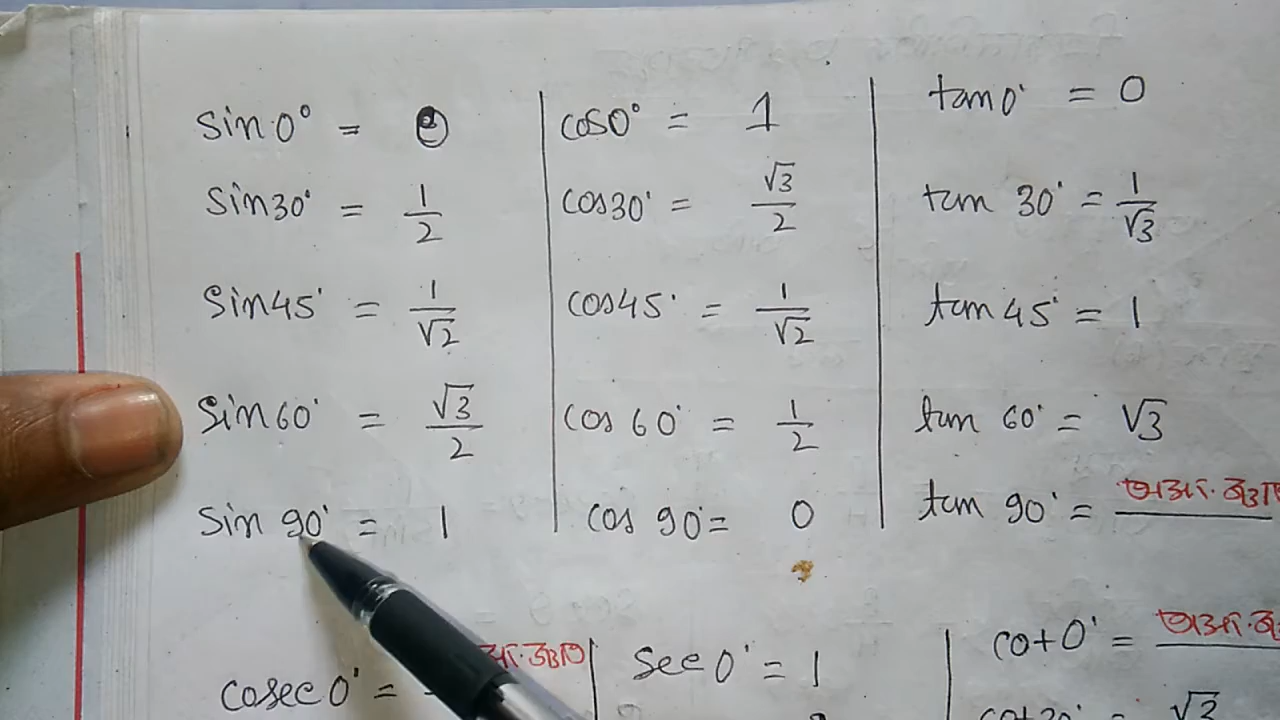 sin 0° = 0
sin 30° = 1/2
sin 45° = 1/√2
sin 60° = √3/2
sin 90° = 1
cos 0° = 1
cos 30° = √3/2
cos 45° = 1/√2
cos 60° = 1/2
cos 90° = 0
tan 0° = 0
tan 30° = 1/√3
tan 45° = 1
tan 60° = √3
tan 90° =
cosec 0° =
sec 0° = 1
cot 0° =
√3